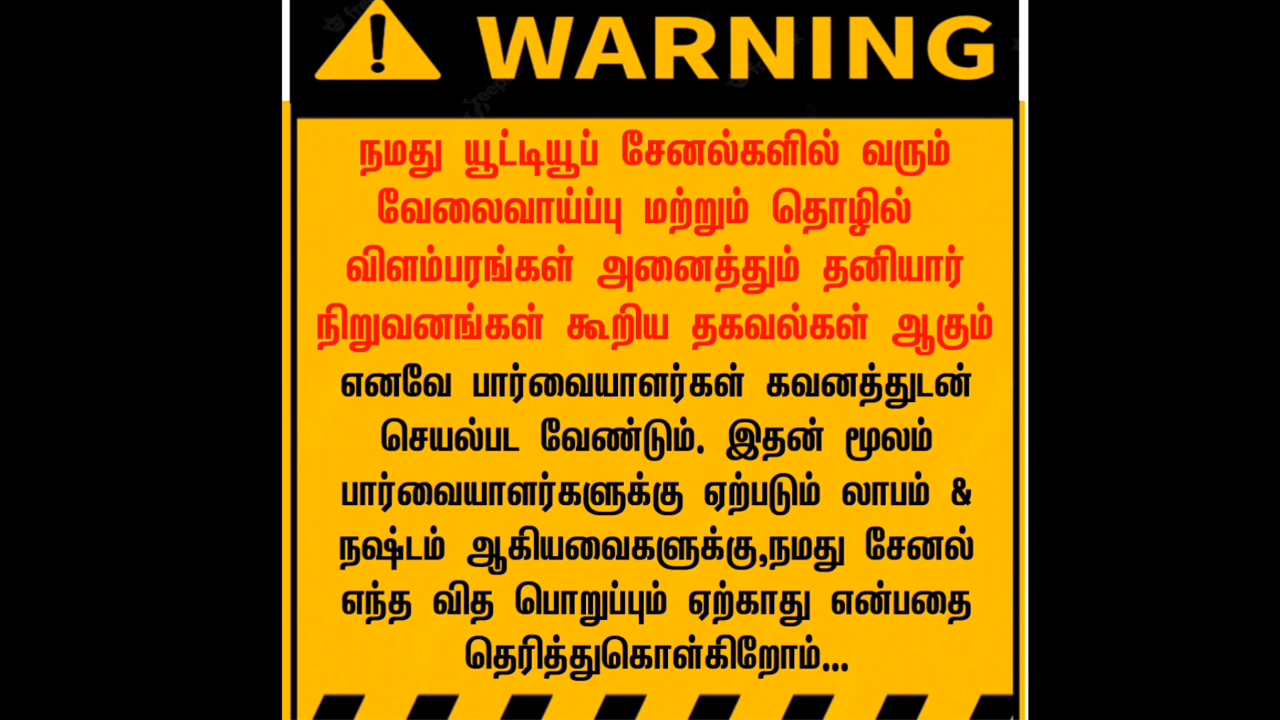 WARNING
நமது யூட்டியூப் சேனல்களில் வரும்
வேலைவாய்ப்பு மற்றும் தொழில்
விளம்பரங்கள் அனைத்தும் தனியார்
நிறுவனங்கள் கூறிய தகவல்கள் ஆகும்
எனவே பார்வையாளர்கள் கவனத்துடன்
செயல்பட வேண்டும். இதன் மூலம்
பார்வையாளர்களுக்கு ஏற்படும் லாபம் &
நஷ்டம் ஆகியவைகளுக்கு,நமது சேனல்
எந்த வித பொறுப்பும் ஏற்காது என்பதை
தெரித்துகொள்கிறோம்...